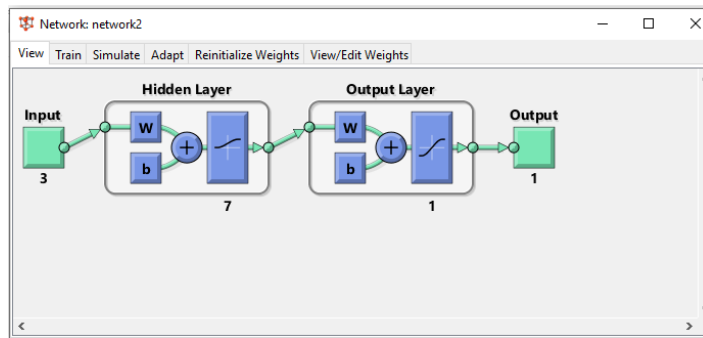 Network: network2
View Train Simulate Adapt Reinitialize Weights View/Edit Weights
Hidden Layer Output Layer
Input Output
W W
+ +
b b
3 1
7 1